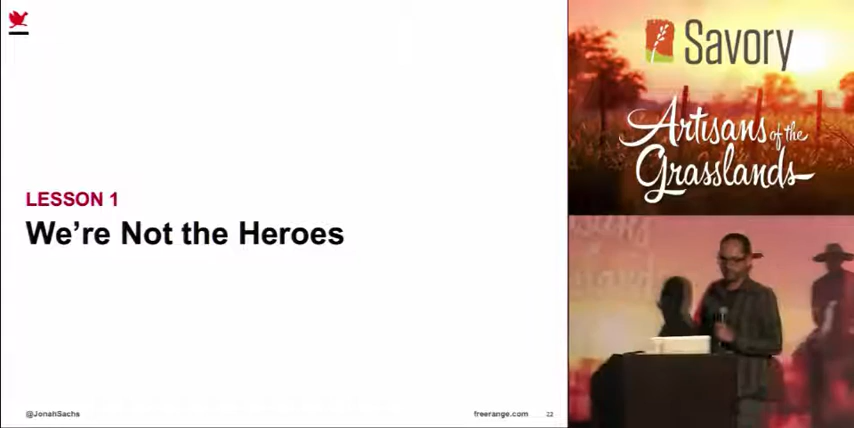 LESSON 1
We're Not the Heroes
@JonahSachs
freerange.com
22
Savory
Artisans of the
Grasslands